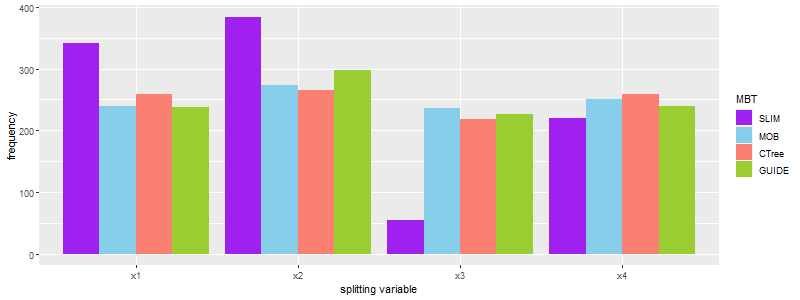 400
300
200
100
0
frequency
x1
x2
x3
x4
splitting variable
MBT
SLIM
MOB
CTree
GUIDE